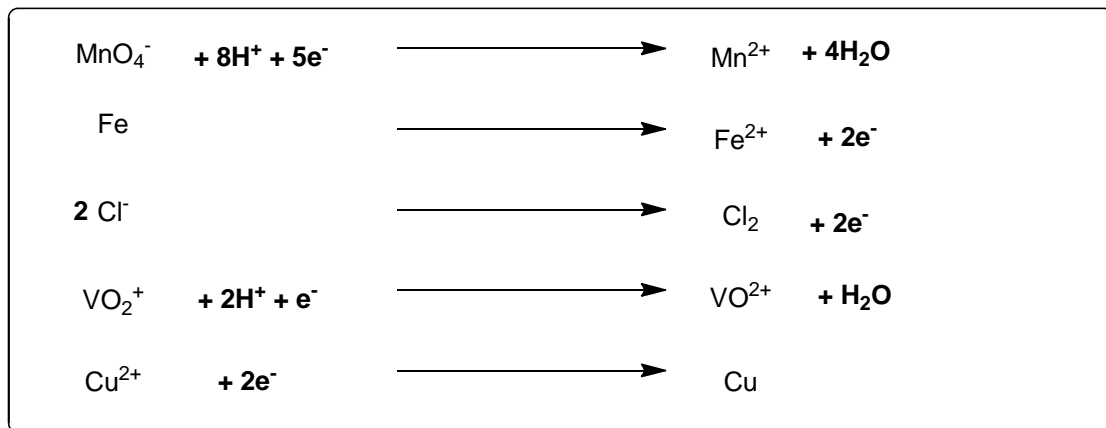 MnO₄⁻ + 8H⁺ + 5e⁻ ⟶ Mn²⁺ + 4H₂O
Fe ⟶ Fe²⁺ + 2e⁻
2 Cl⁻ ⟶ Cl₂ + 2e⁻
VO₂⁺ + 2H⁺ + e⁻ ⟶ VO²⁺ + H₂O
Cu²⁺ + 2e⁻ ⟶ Cu